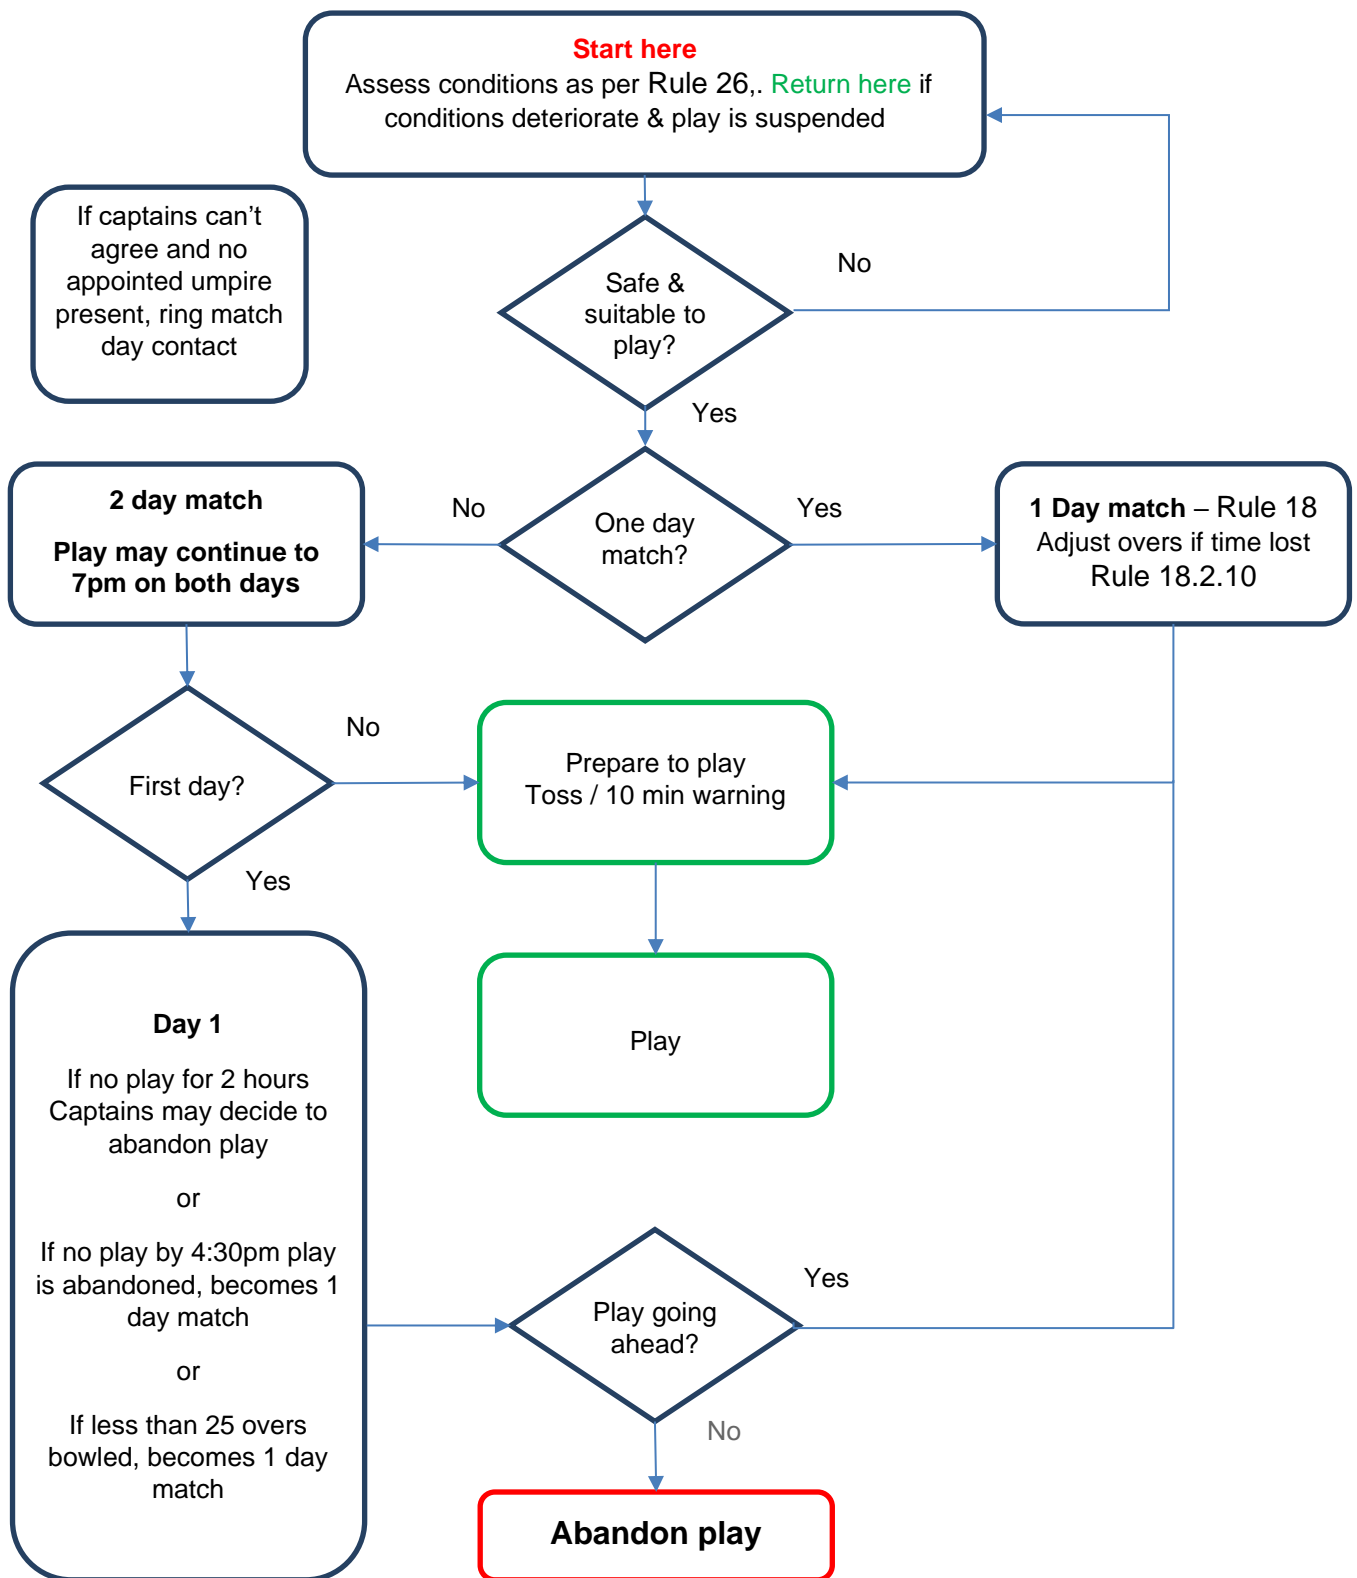 Start here
Assess conditions as per Rule 26,. Return here if
conditions deteriorate & play is suspended
If captains can’t
agree and no
appointed umpire
present, ring match
day contact
Safe &
suitable to
play?
No
Yes
2 day match
Play may continue to
7pm on both days
No
One day
match?
Yes
1 Day match – Rule 18
Adjust overs if time lost
Rule 18.2.10
First day?
No
Yes
Prepare to play
Toss / 10 min warning
Play
Day 1
If no play for 2 hours
Captains may decide to
abandon play
or
If no play by 4:30pm play
is abandoned, becomes 1
day match
or
If less than 25 overs
bowled, becomes 1 day
match
Play going
ahead?
Yes
No
Abandon play